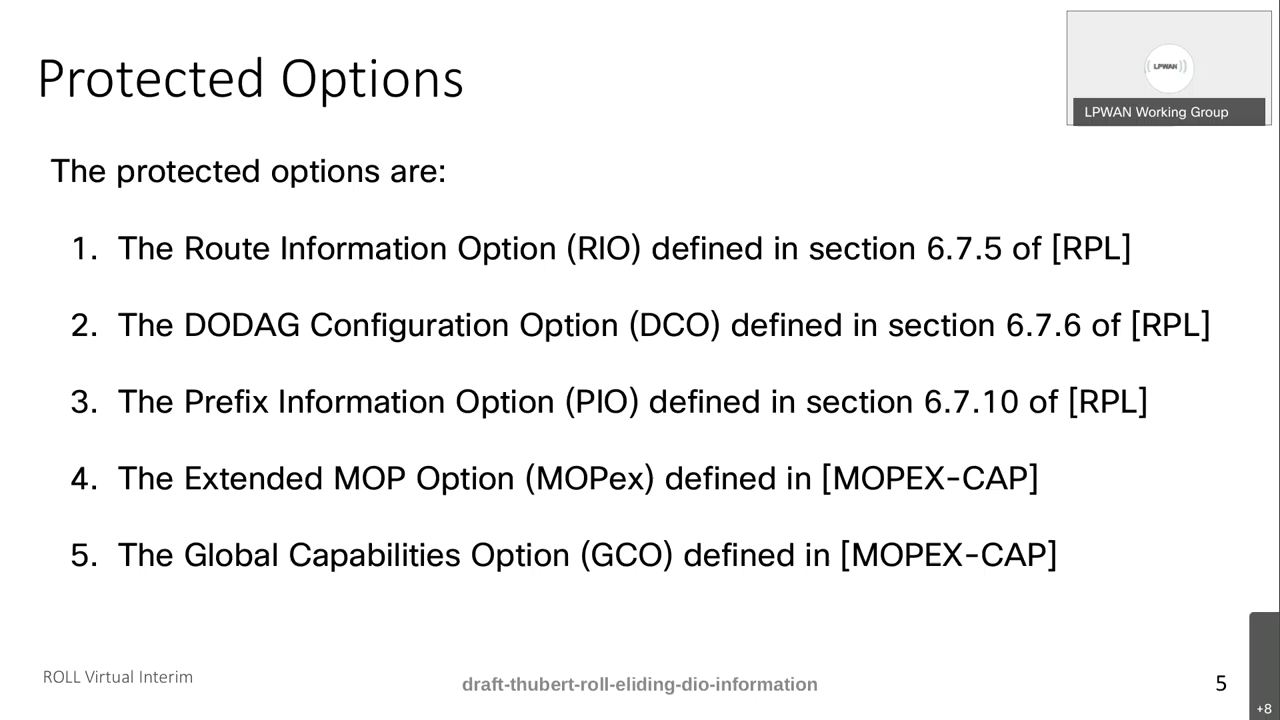 Protected Options
LPWAN
LPWAN Working Group
The protected options are:
1. The Route Information Option (RIO) defined in section 6.7.5 of [RPL]
2. The DODAG Configuration Option (DCO) defined in section 6.7.6 of [RPL]
3. The Prefix Information Option (PIO) defined in section 6.7.10 of [RPL]
4. The Extended MOP Option (MOPex) defined in [MOPEX-CAP]
5. The Global Capabilities Option (GCO) defined in [MOPEX-CAP]
ROLL Virtual Interim
draft-thubert-roll-eliding-dio-information
5
+8